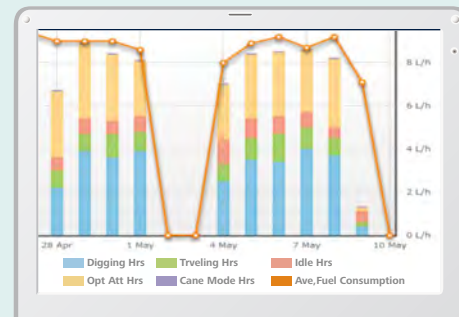 8 L/h
6 L/h
4 L/h
2 L/h
0 L/h
28 Apr 1 May 4 May 7 May 10 May
Digging Hrs Trveling Hrs Idle Hrs
Opt Att Hrs Cane Mode Hrs Ave,Fuel Consumption